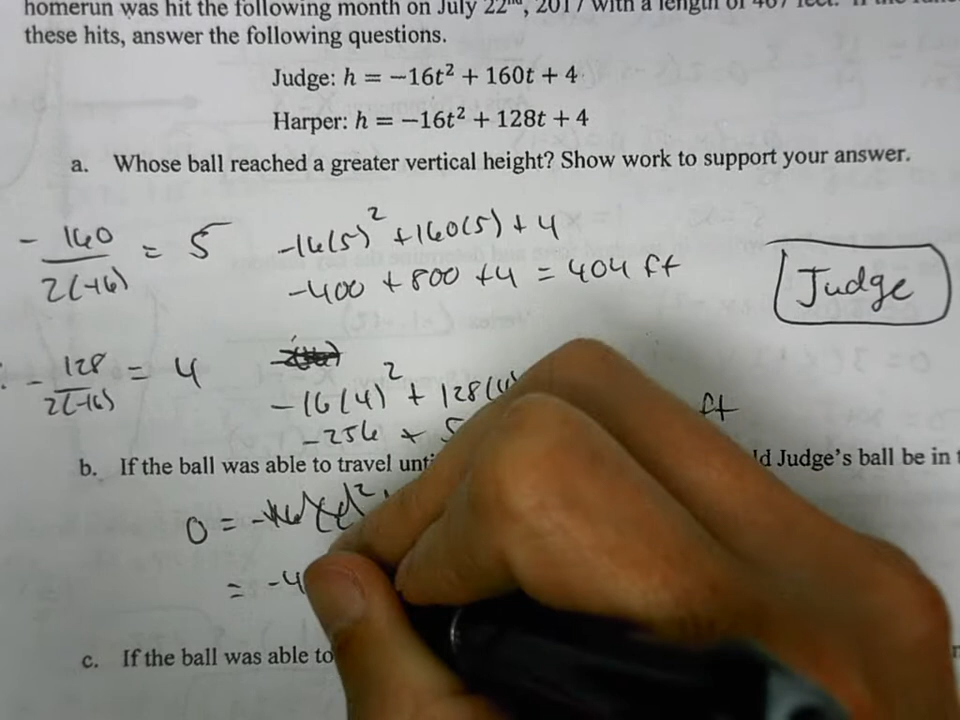 homerun was hit the following month on July 22nd, 2017 with a length of 467 feet. If the
these hits, answer the following questions.
Judge: h = −16t² + 160t + 4
Harper: h = −16t² + 128t + 4
a. Whose ball reached a greater vertical height? Show work to support your answer.
- 160 / 2(-16) = 5
-16(5)² + 160(5) + 4
-400 + 800 + 4 = 404 ft
Judge
- 128 / 2(-16) = 4
-16(4)² + 128(4)
-256 + 5 ft
b. If the ball was able to travel Judge's ball be in
0 =
= -4
c. If the ball was able to